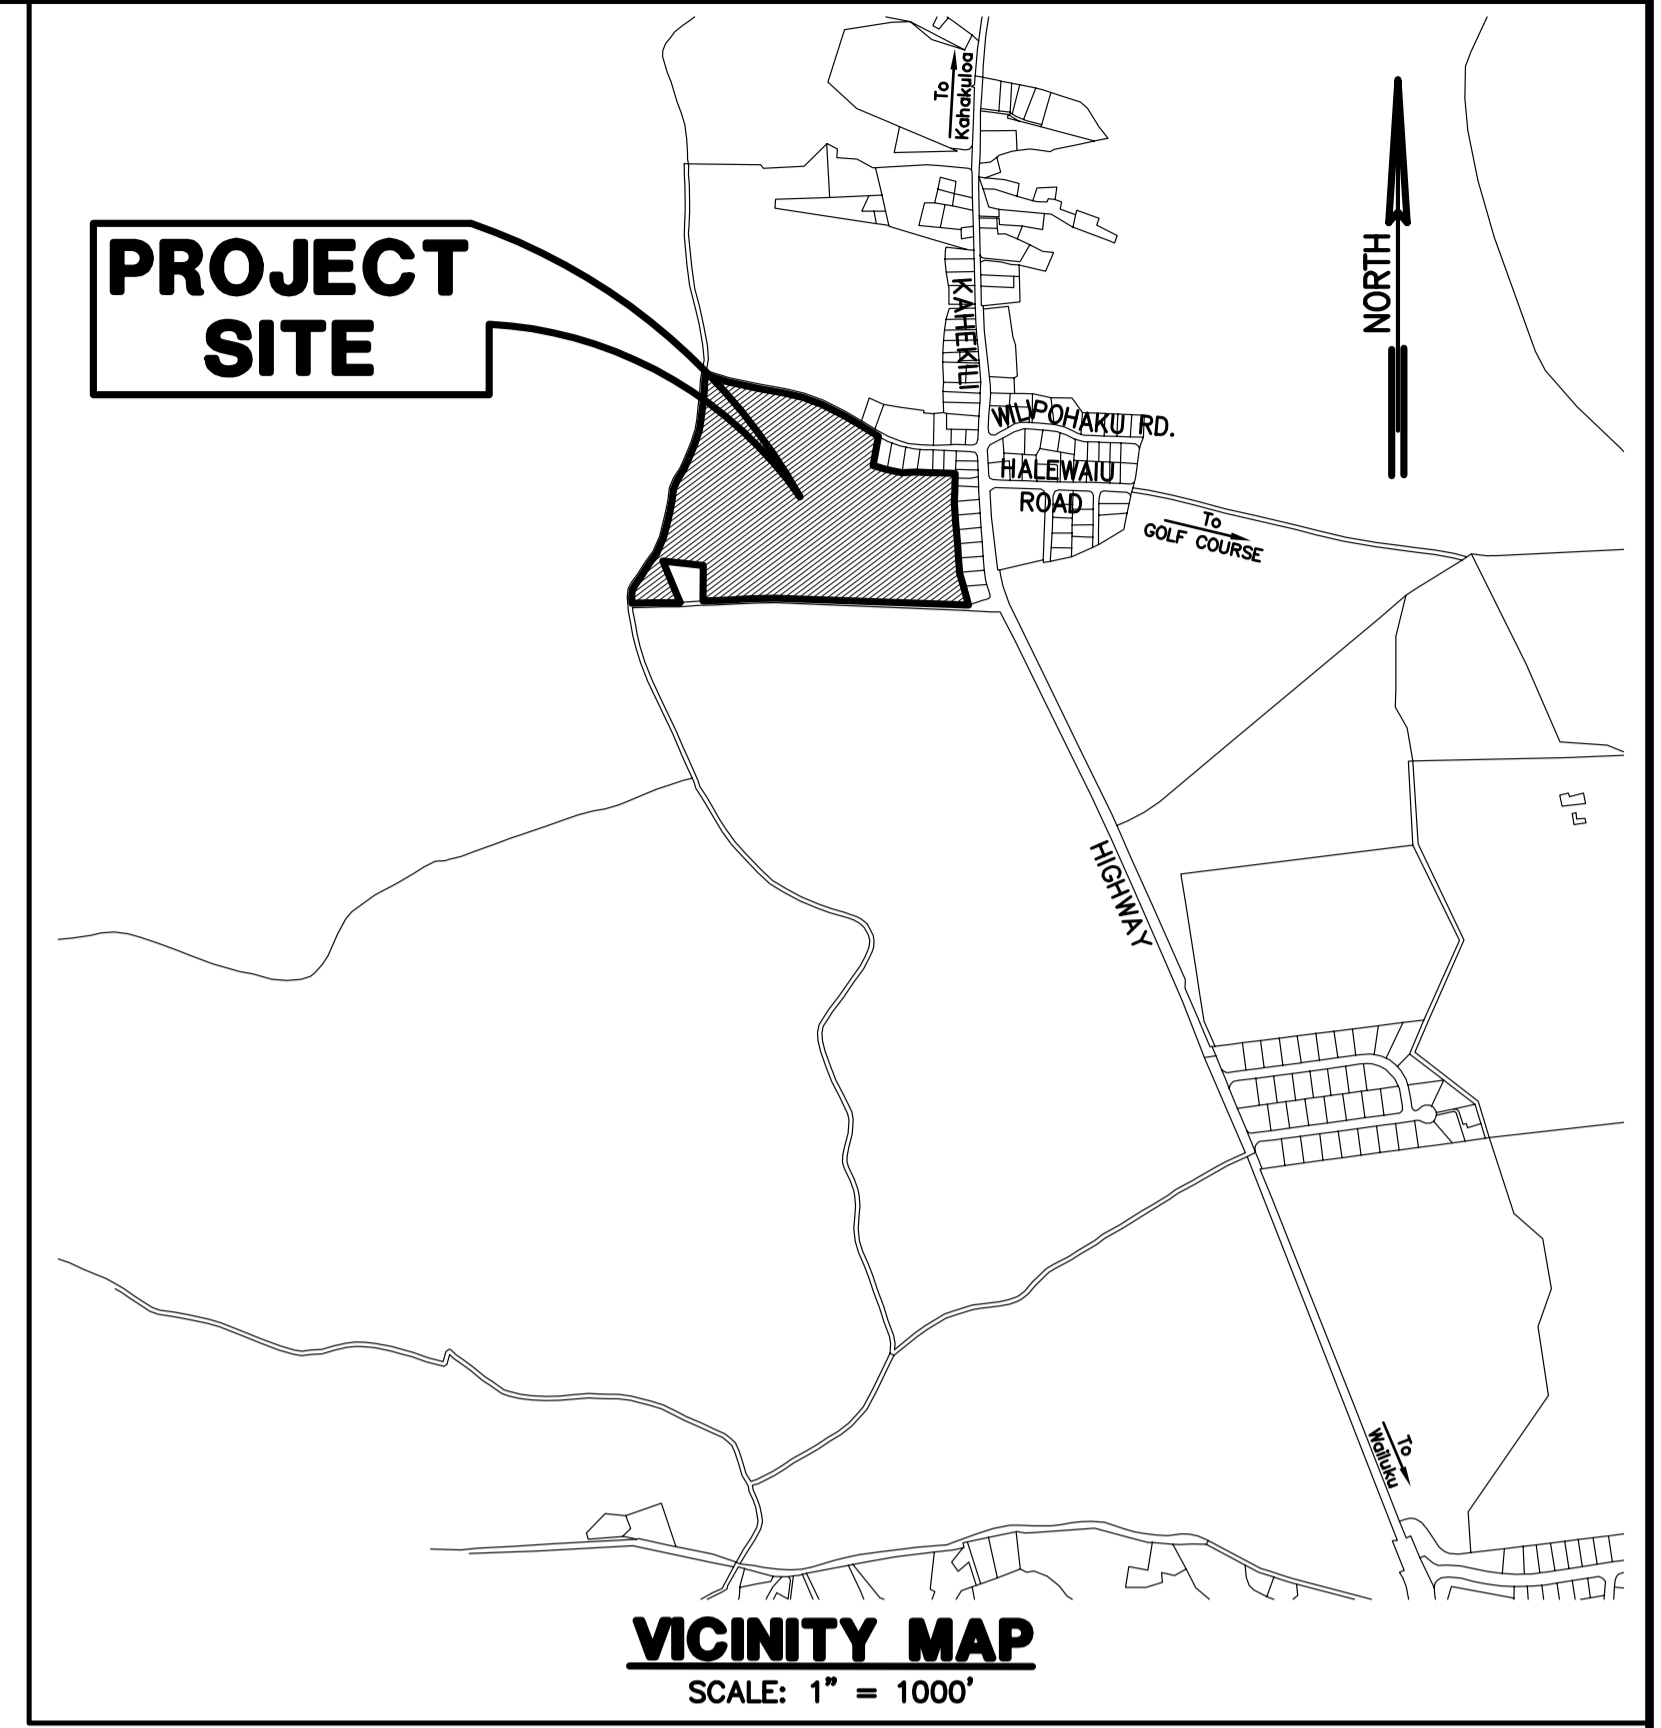 To
Kahakuloa
PROJECT
SITE
NORTH
KAHEKILI
WILIPOHAKU RD.
HALEWAIU
ROAD
To
GOLF COURSE
HIGHWAY
To
Wailuku
VICINITY MAP
SCALE: 1" = 1000'